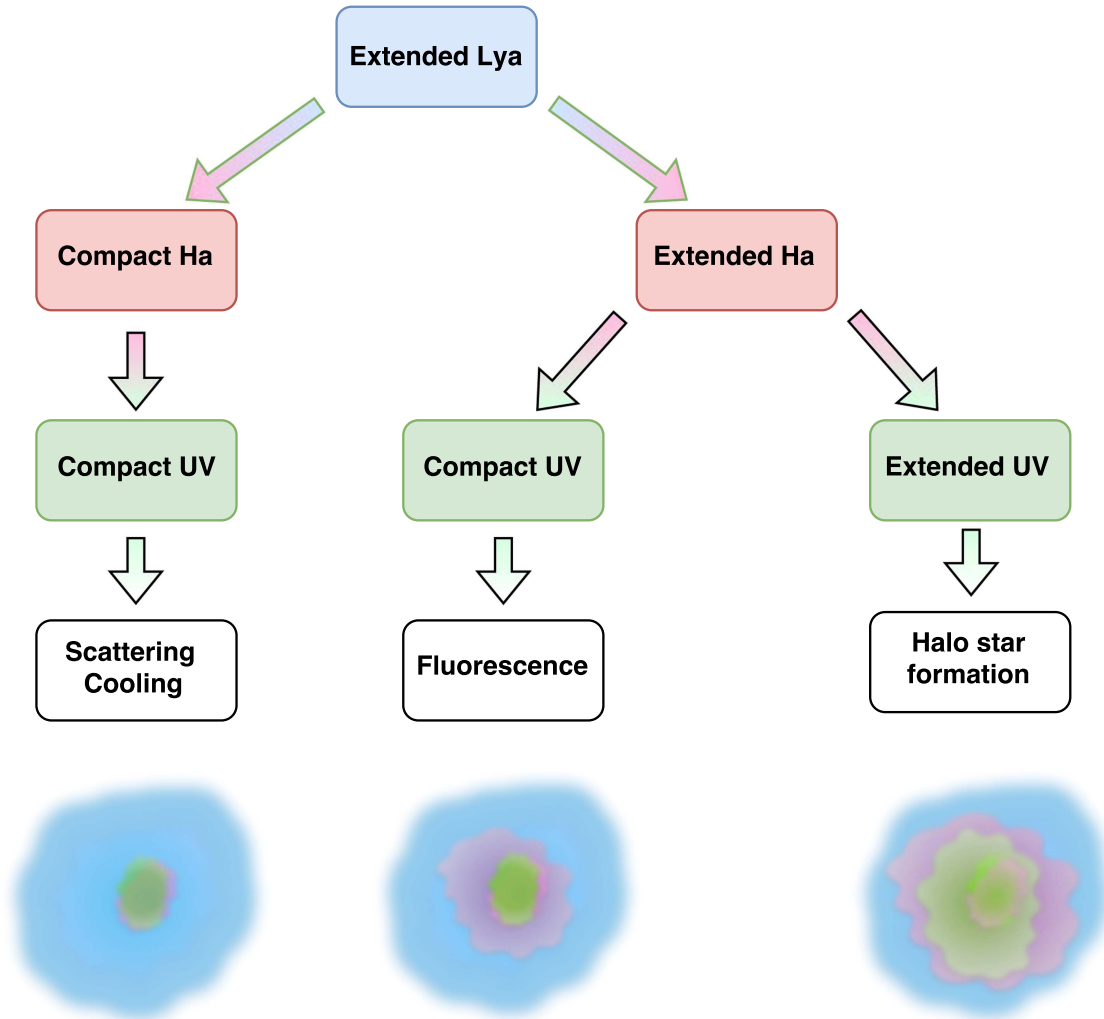 Extended Lya
Compact Ha
Extended Ha
Compact UV
Compact UV
Extended UV
Scattering
Cooling
Fluorescence
Halo star
formation